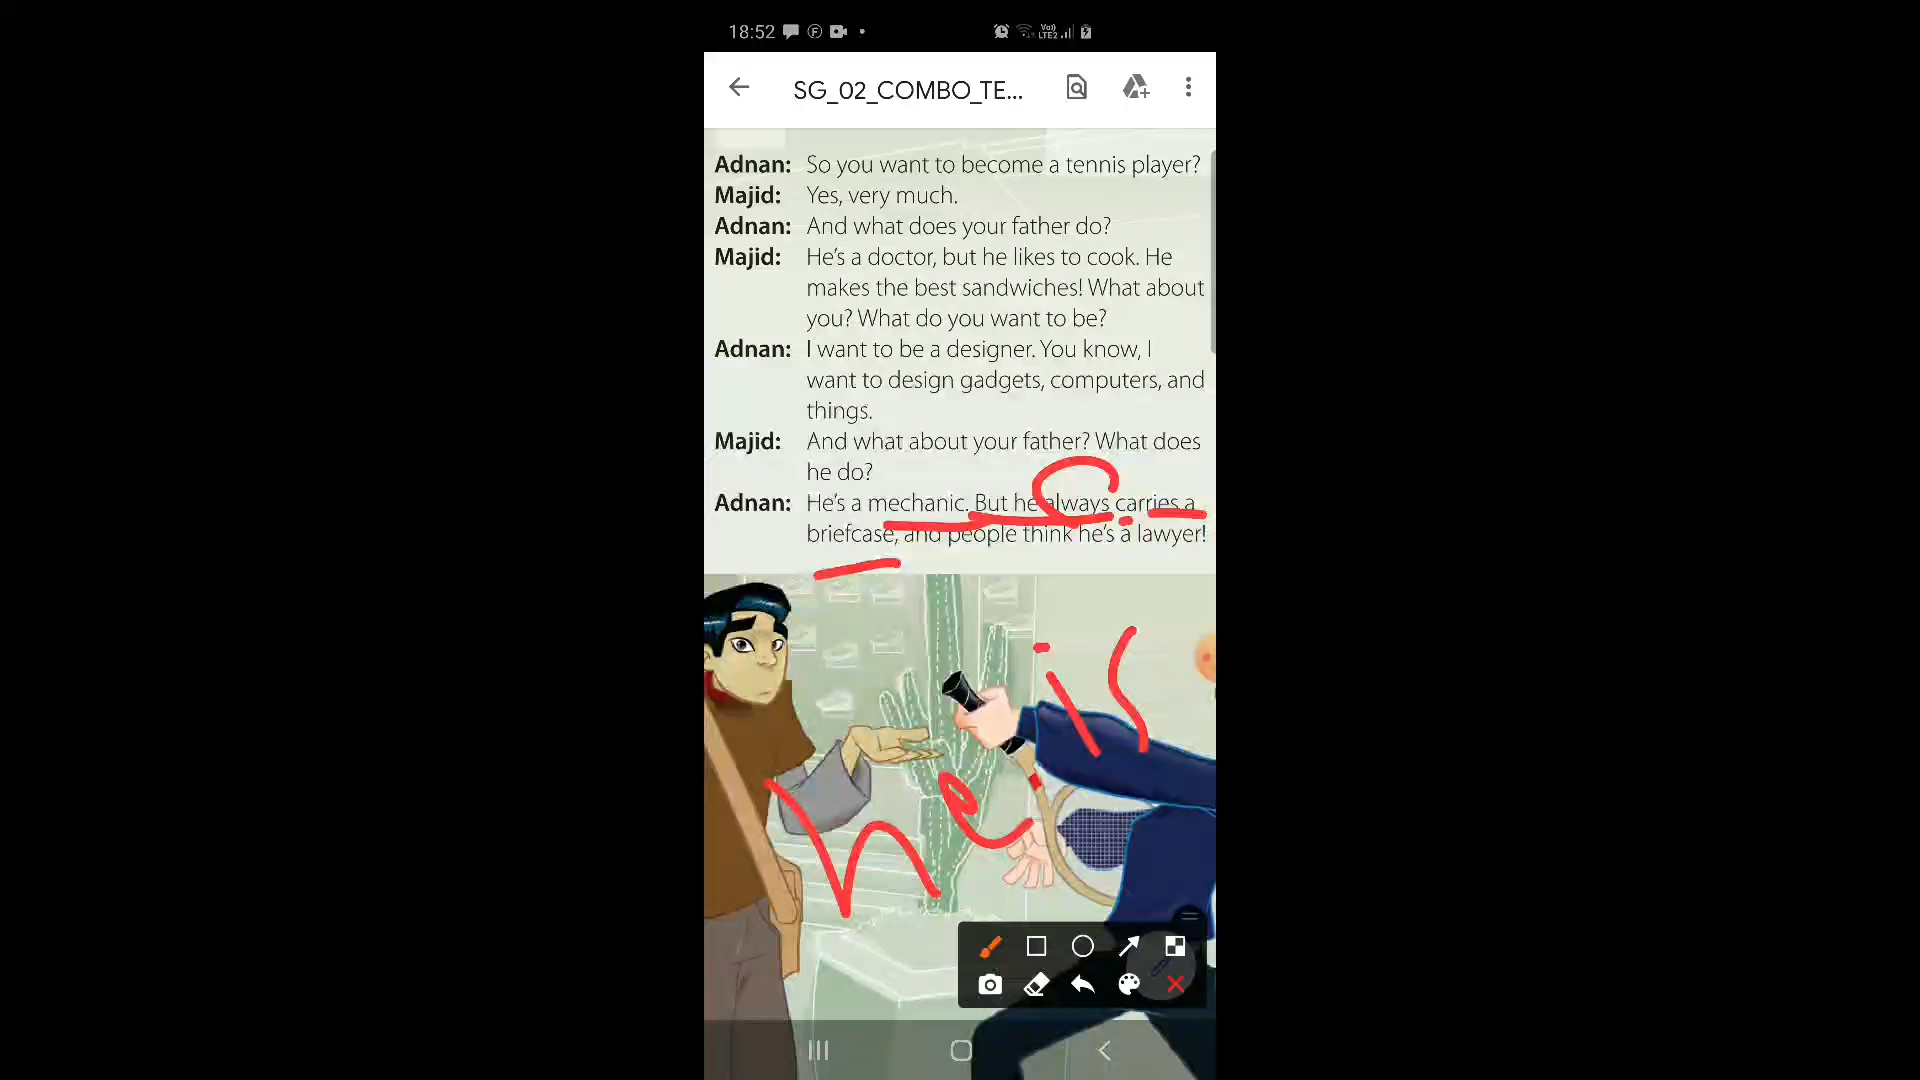 18:52
Vo))
LTE2
SG_02_COMBO_TE...
Adnan: So you want to become a tennis player?
Majid: Yes, very much.
Adnan: And what does your father do?
Majid: He's a doctor, but he likes to cook. He
makes the best sandwiches! What about
you? What do you want to be?
Adnan: I want to be a designer. You know, I
want to design gadgets, computers, and
things.
Majid: And what about your father? What does
he do?
Adnan: He's a mechanic. But he always carries a
briefcase, and people think he's a lawyer!
he is